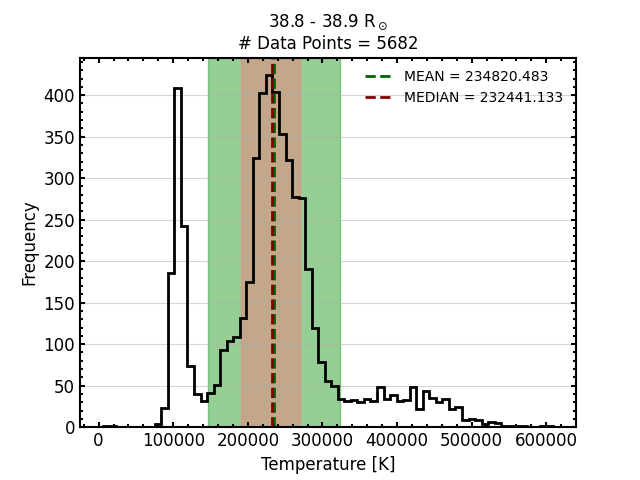 38.8 - 38.9 R⊙
# Data Points = 5682
MEAN = 234820.483
MEDIAN = 232441.133
Frequency
400
350
300
250
200
150
100
50
0
0 100000 200000 300000 400000 500000 600000
Temperature [K]